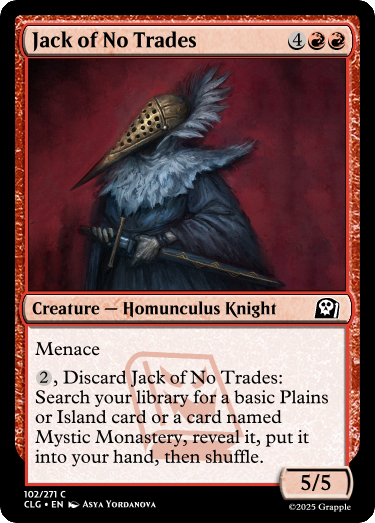 Jack of No Trades 4
Creature — Homunculus Knight
Menace
2, Discard Jack of No Trades:
Search your library for a basic Plains
or Island card or a card named
Mystic Monastery, reveal it, put it
into your hand, then shuffle.
5/5
102/271 C
CLG • EN Asya Yordanova
©2025 Grapple